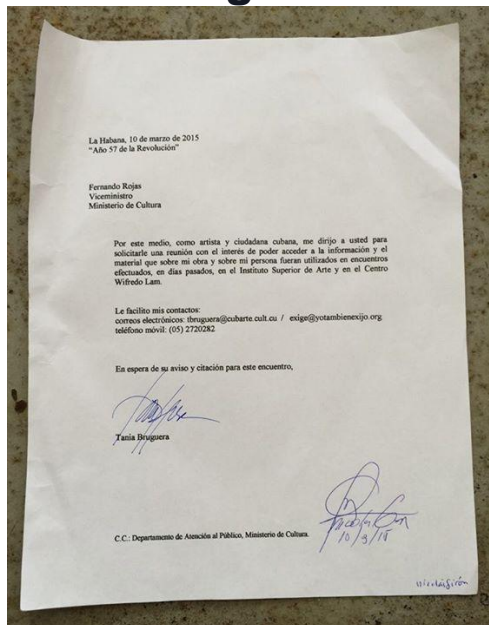 La Habana, 10 de marzo de 2015
“Año 57 de la Revolución”
Fernando Rojas
Viceministro
Ministerio de Cultura
Por este medio, como artista y ciudadana cubana, me dirijo a usted para
solicitarle una reunión con el interés de poder acceder a la información y el
material que sobre mi obra y sobre mi persona fueran utilizados en encuentros
efectuados, en días pasados, en el Instituto Superior de Arte y en el Centro
Wifredo Lam.
Le facilito mis contactos:
correos electrónicos: tbruguera@cubarte.cult.cu / exige@yotambienexijo.org
teléfono móvil: (05) 2720282
En espera de su aviso y citación para este encuentro,
Tania Bruguera
10/3/15
C.C.: Departamento de Atención al Público, Ministerio de Cultura.